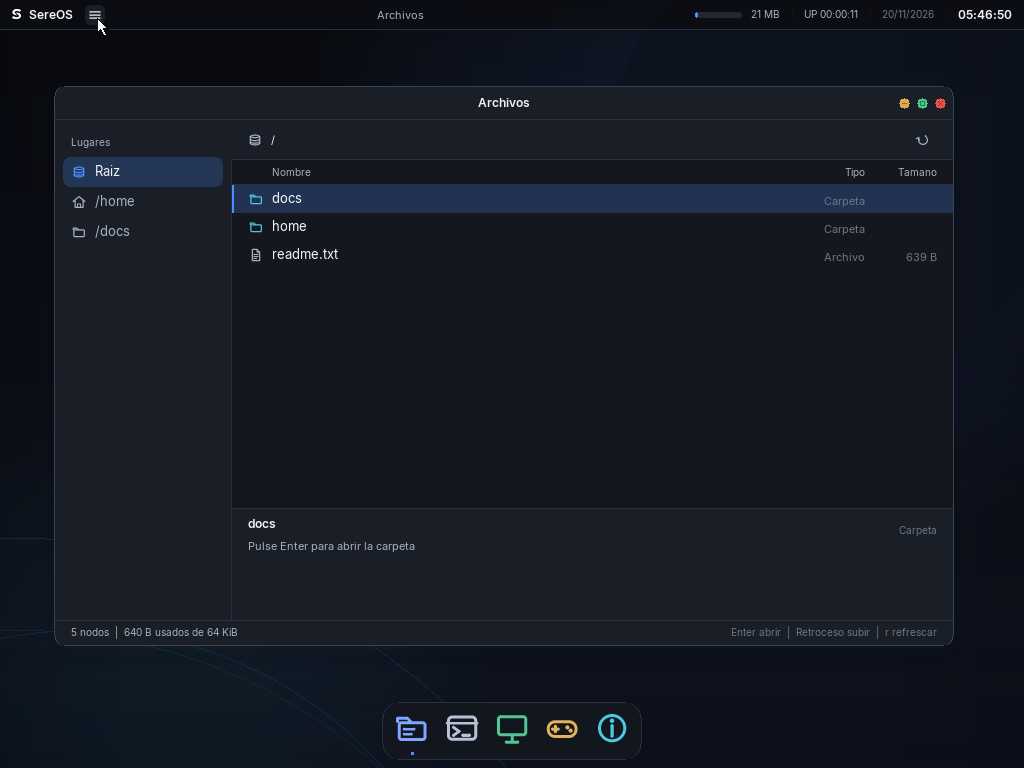 SereOS Archivos 21 MB UP 00:00:11 20/11/2026 05:46:50
Archivos
Lugares
Raiz
/home
/docs
/
Nombre Tipo Tamano
docs Carpeta
home Carpeta
readme.txt Archivo 639 B
docs Carpeta
Pulse Enter para abrir la carpeta
5 nodos | 640 B usados de 64 KiB Enter abrir | Retroceso subir | r refrescar